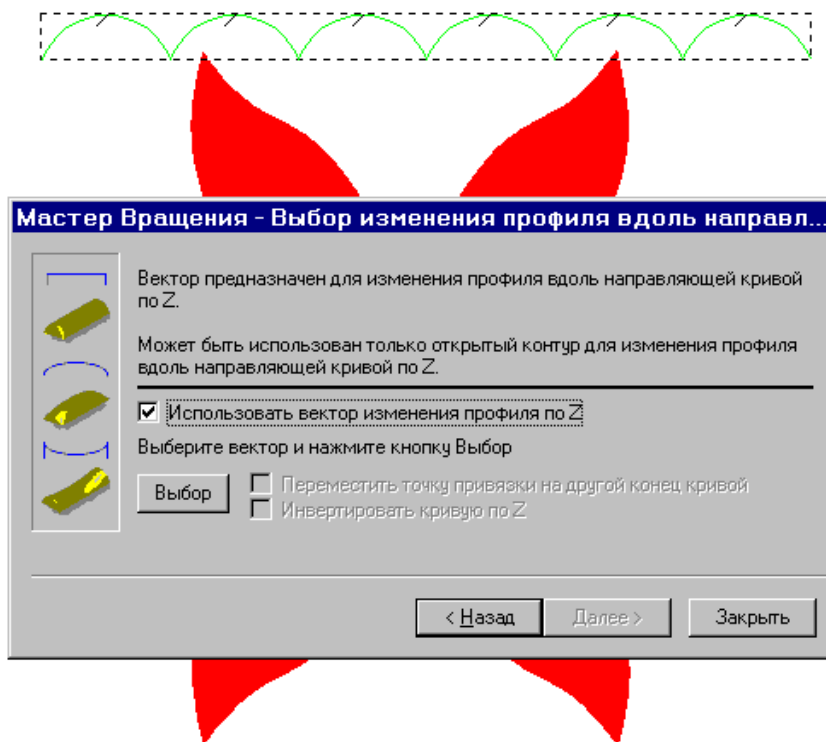 Мастер Вращения - Выбор изменения профиля вдоль направл...
Вектор предназначен для изменения профиля вдоль направляющей кривой
по Z.
Может быть использован только открытый контур для изменения профиля
вдоль направляющей кривой по Z.
Использовать вектор изменения профиля по Z
Выберите вектор и нажмите кнопку Выбор
Выбор
Переместить точку привязки на другой конец кривой
Инвертировать кривую по Z
< Назад
Далее >
Закрыть